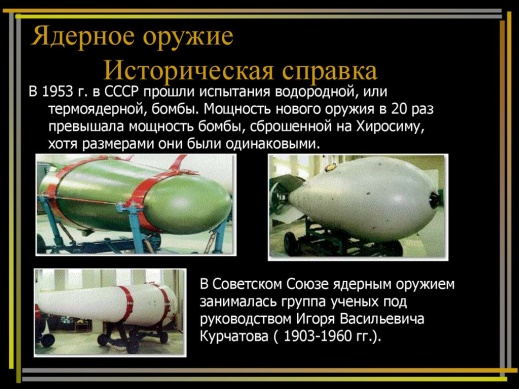 Ядерное оружие
Историческая справка
В 1953 г. в СССР прошли испытания водородной, или
термоядерной, бомбы. Мощность нового оружия в 20 раз
превышала мощность бомбы, сброшенной на Хиросиму,
хотя размерами они были одинаковыми.
В Советском Союзе ядерным оружием
занималась группа ученых под
руководством Игоря Васильевича
Курчатова ( 1903-1960 гг.).